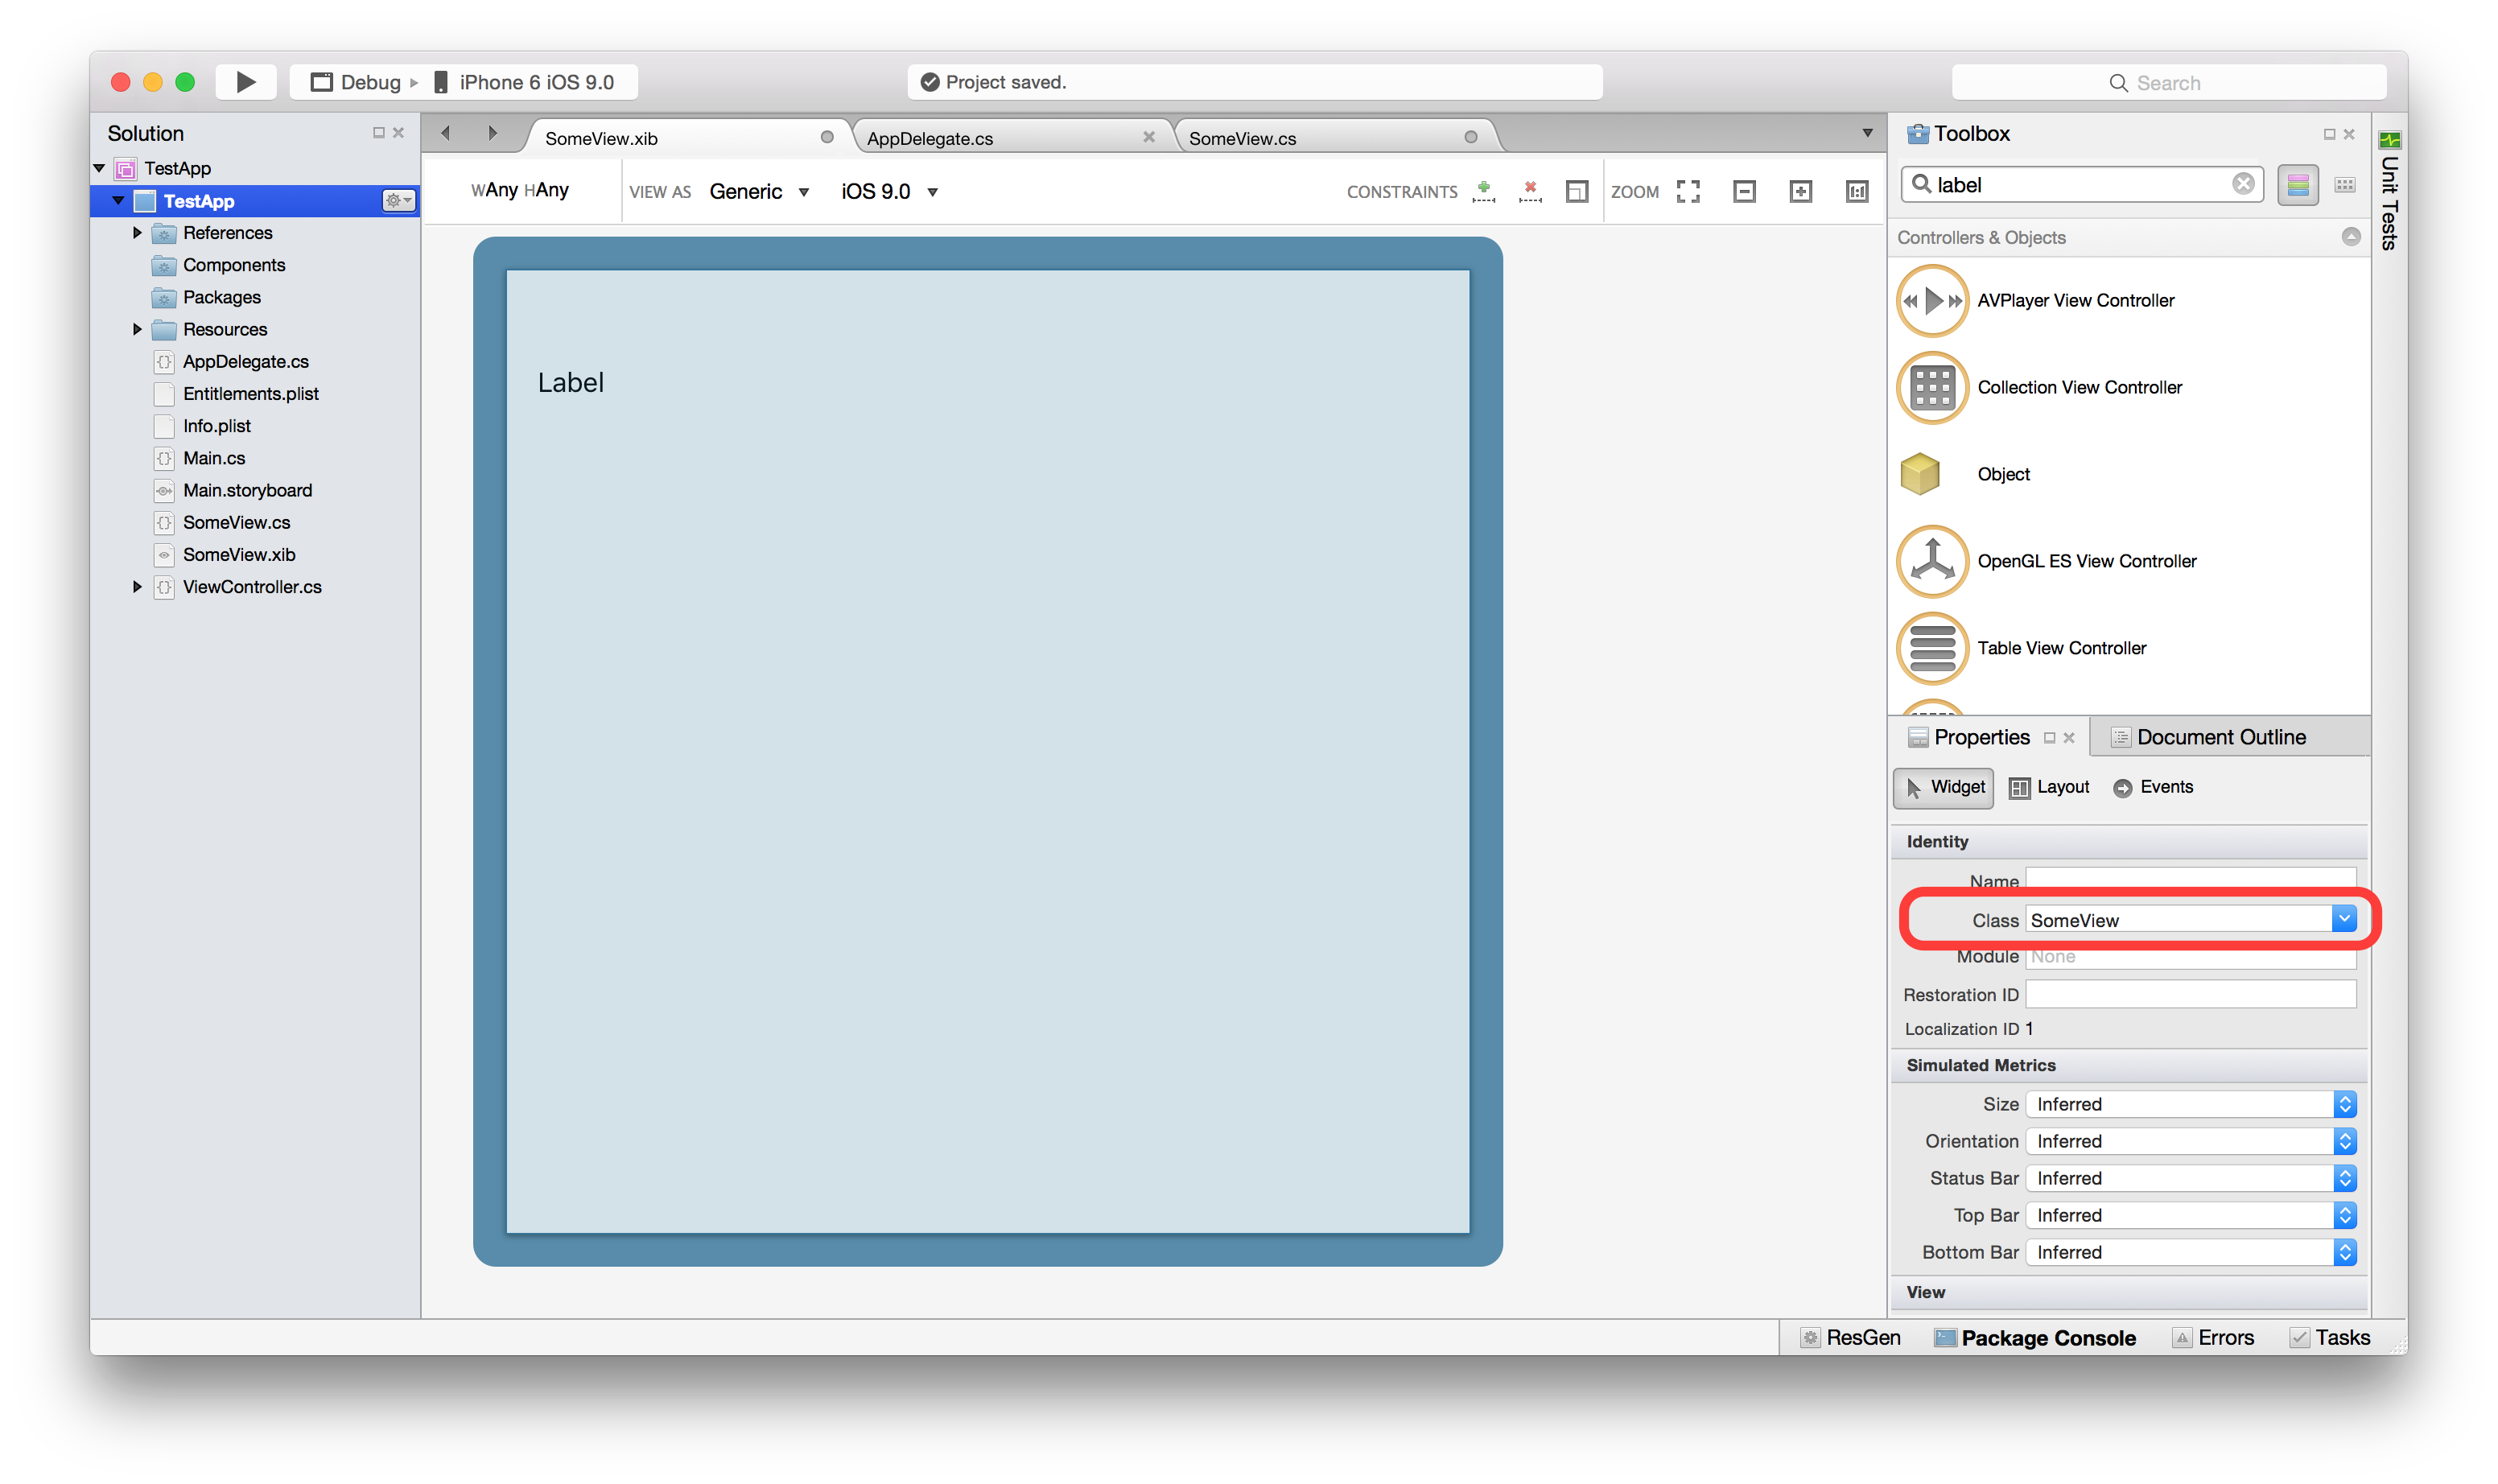 Debug ▸ iPhone 6 iOS 9.0
Project saved.
Search
Solution
TestApp
TestApp
References
Components
Packages
Resources
AppDelegate.cs
Entitlements.plist
Info.plist
Main.cs
Main.storyboard
SomeView.cs
SomeView.xib
ViewController.cs
SomeView.xib
AppDelegate.cs
SomeView.cs
wAny HAny
VIEW AS Generic iOS 9.0
CONSTRAINTS
ZOOM
1:1
Label
Toolbox
label
Controllers & Objects
AVPlayer View Controller
Collection View Controller
Object
OpenGL ES View Controller
Table View Controller
Unit Tests
Properties
Document Outline
Widget Layout Events
Identity
Name
Class SomeView
Module None
Restoration ID
Localization ID 1
Simulated Metrics
Size Inferred
Orientation Inferred
Status Bar Inferred
Top Bar Inferred
Bottom Bar Inferred
View
ResGen Package Console Errors Tasks